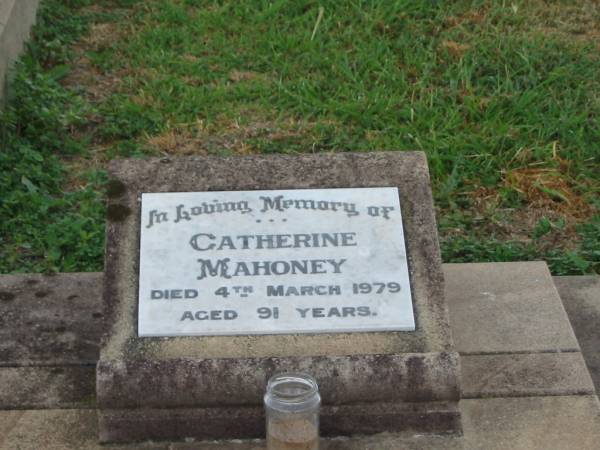 In Loving Memory of
...
CATHERINE
MAHONEY
DIED 4TH MARCH 1979
AGED 91 YEARS.